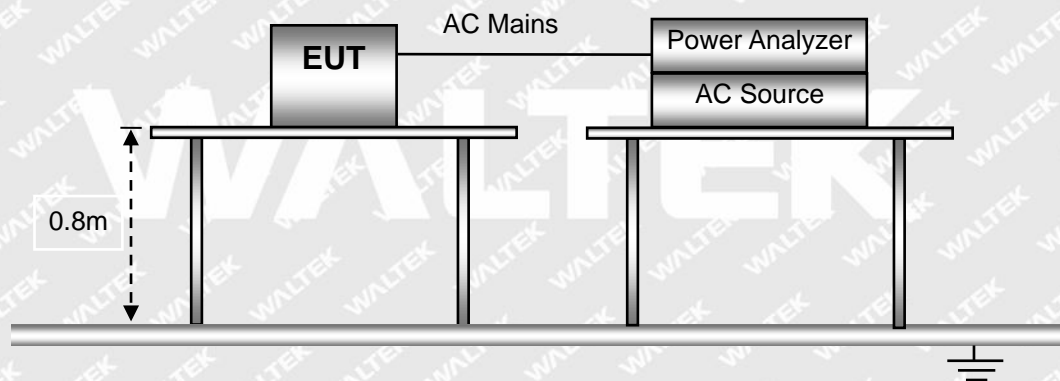 AC Mains
EUT
Power Analyzer
AC Source
0.8m
WALTEK